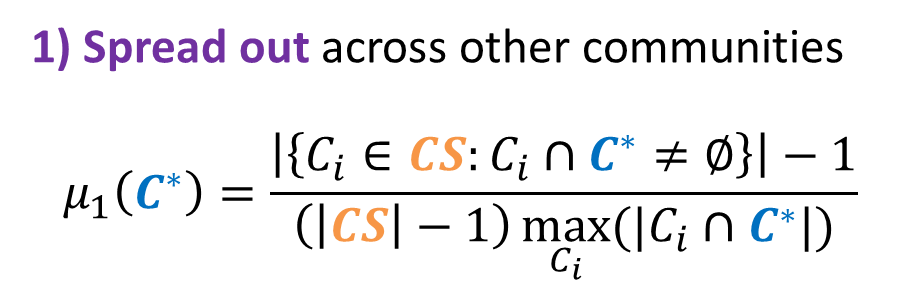 1) Spread out across other communities
|{Cᵢ ∈ CS: Cᵢ ∩ C* ≠ ∅}| − 1
μ₁(C*) =
(|CS| − 1) max(|Cᵢ ∩ C*|)
Cᵢ